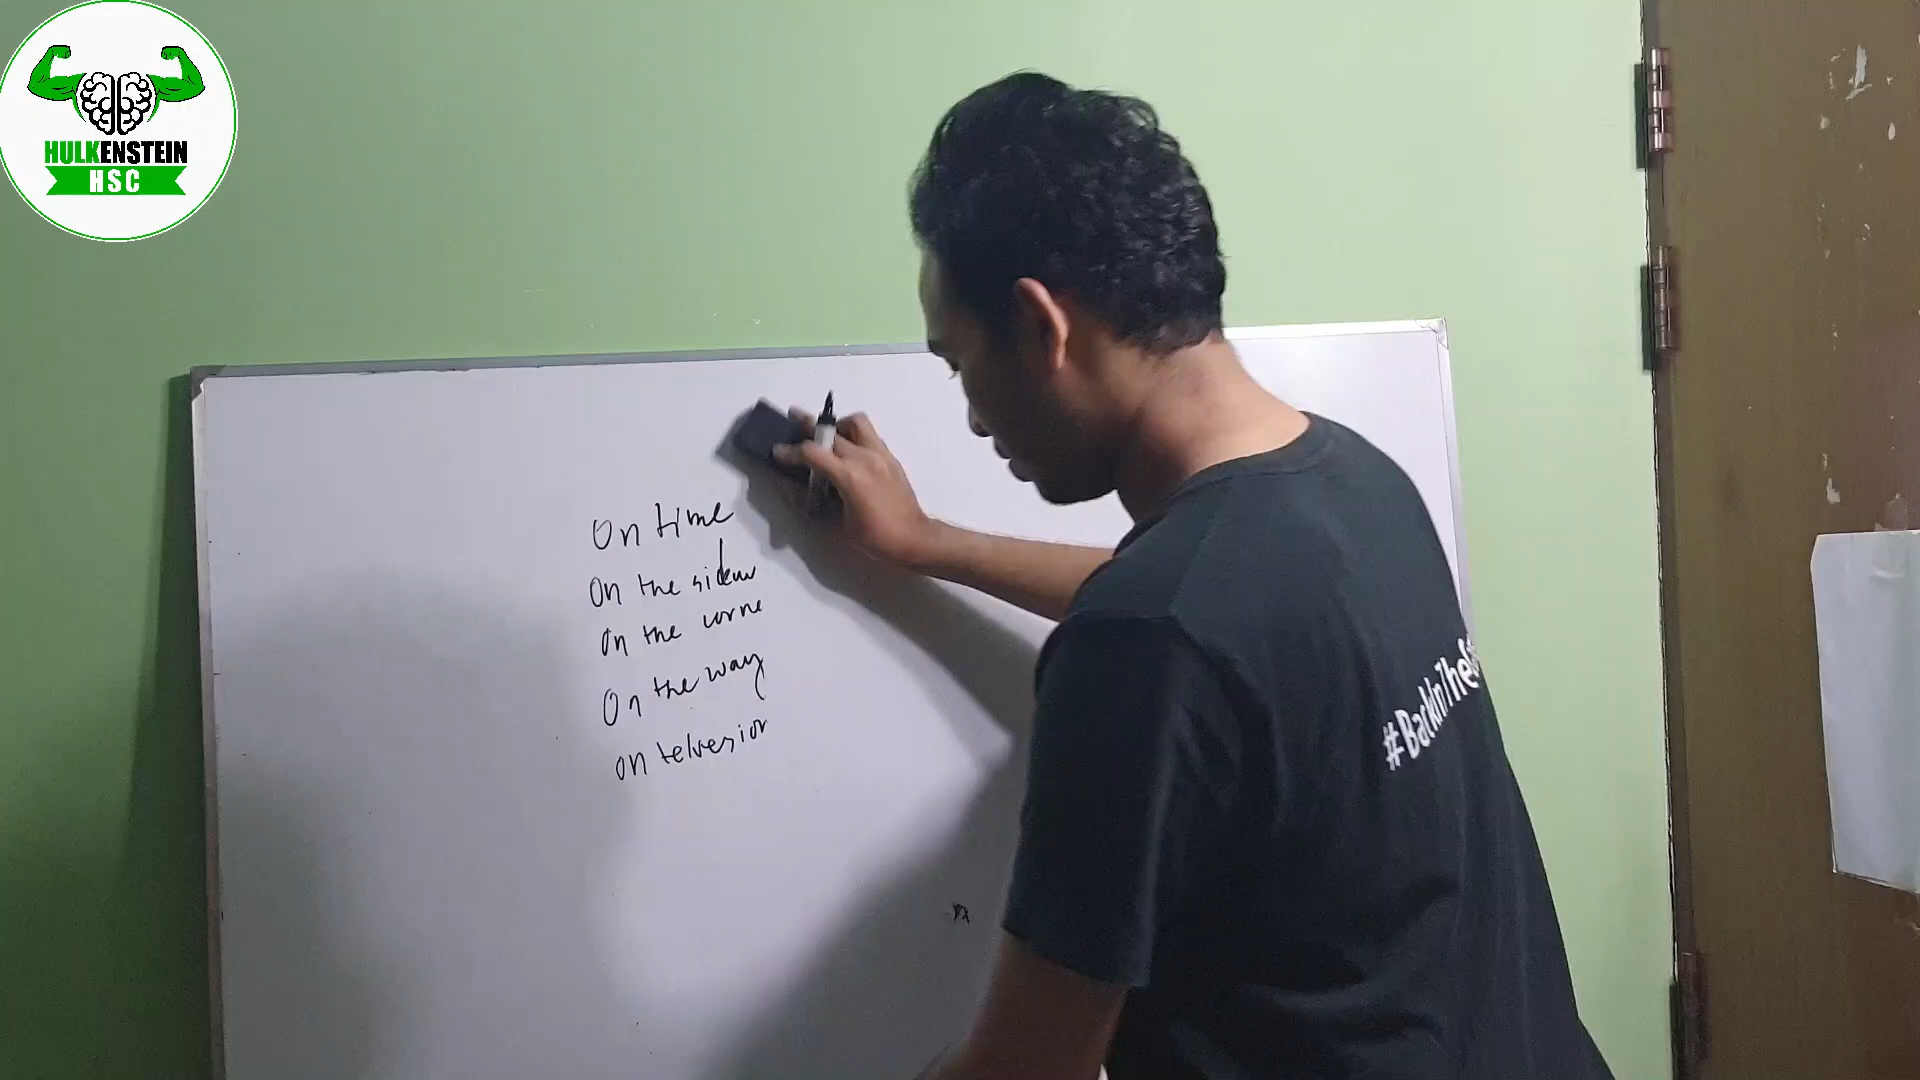 HULKENSTEIN
HSC
On time
On the sidew
On the corne
On the way
on telvesion
#BackInThe